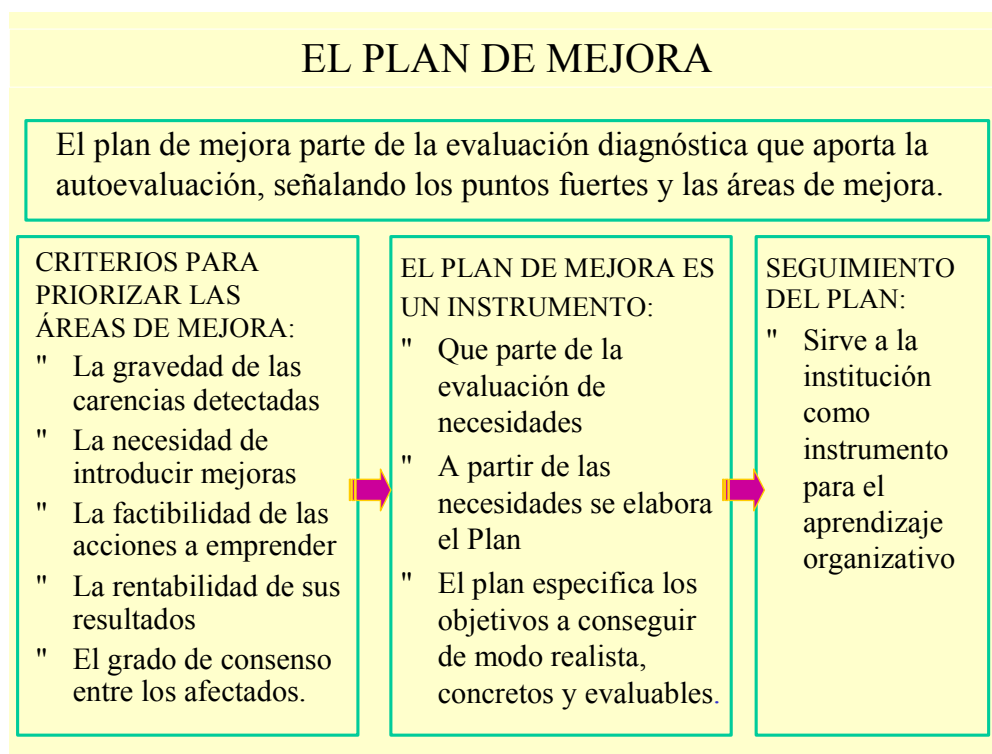 EL PLAN DE MEJORA
El plan de mejora parte de la evaluación diagnóstica que aporta la
autoevaluación, señalando los puntos fuertes y las áreas de mejora.
CRITERIOS PARA
PRIORIZAR LAS
ÁREAS DE MEJORA:
" La gravedad de las
carencias detectadas
" La necesidad de
introducir mejoras
" La factibilidad de las
acciones a emprender
" La rentabilidad de sus
resultados
" El grado de consenso
entre los afectados.
EL PLAN DE MEJORA ES
UN INSTRUMENTO:
" Que parte de la
evaluación de
necesidades
" A partir de las
necesidades se elabora
el Plan
" El plan especifica los
objetivos a conseguir
de modo realista,
concretos y evaluables.
SEGUIMIENTO
DEL PLAN:
" Sirve a la
institución
como
instrumento
para el
aprendizaje
organizativo